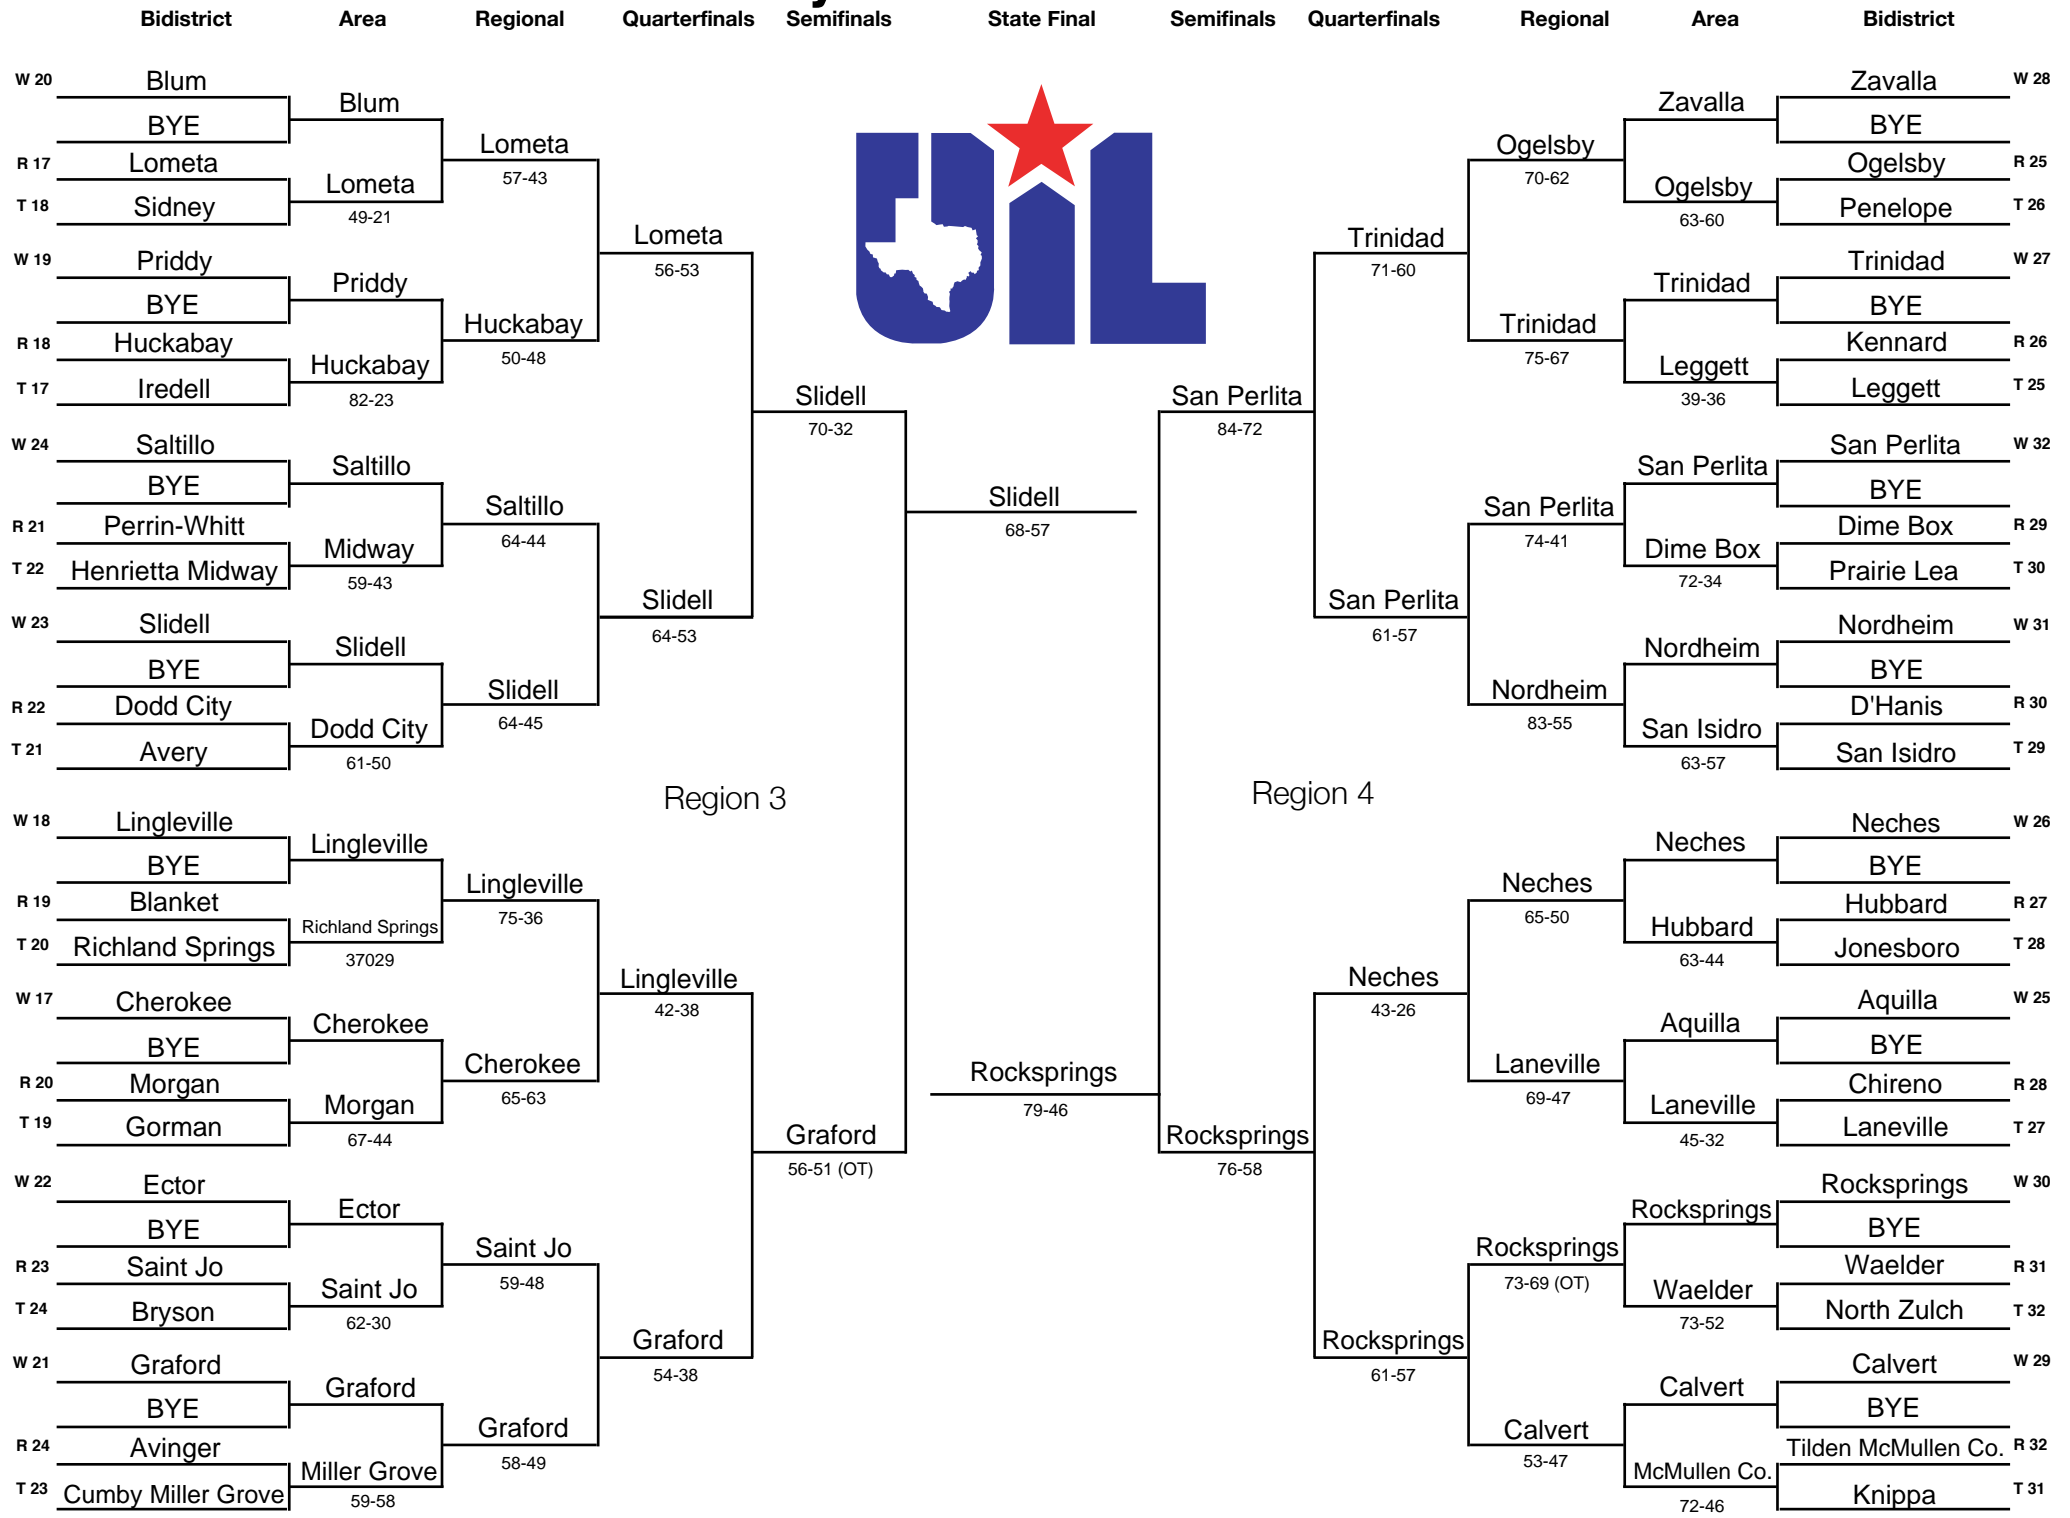 y
Bidistrict Area Regional Quarterfinals Semifinals State Final Semifinals Quarterfinals Regional Area Bidistrict
W 20 Blum
Blum
BYE
Lometa
57-43
R 17 Lometa
Lometa
49-21
T 18 Sidney
Lometa
56-53
W 19 Priddy
Priddy
BYE
Huckabay
50-48
R 18 Huckabay
Huckabay
82-23
T 17 Iredell
Slidell
70-32
W 24 Saltillo
Saltillo
BYE
Saltillo
64-44
R 21 Perrin-Whitt
Midway
59-43
T 22 Henrietta Midway
Slidell
64-53
W 23 Slidell
Slidell
BYE
Slidell
64-45
R 22 Dodd City
Dodd City
61-50
T 21 Avery
Slidell
68-57
Region 3
W 18 Lingleville
Lingleville
BYE
Lingleville
75-36
R 19 Blanket
Richland Springs
37029
T 20 Richland Springs
Lingleville
42-38
W 17 Cherokee
Cherokee
BYE
Cherokee
65-63
R 20 Morgan
Morgan
67-44
T 19 Gorman
Graford
56-51 (OT)
W 22 Ector
Ector
BYE
Saint Jo
59-48
R 23 Saint Jo
Saint Jo
62-30
T 24 Bryson
Graford
54-38
W 21 Graford
Graford
BYE
Graford
58-49
R 24 Avinger
Miller Grove
59-58
T 23 Cumby Miller Grove
UIL
Zavalla W 28
Zavalla
BYE
Ogelsby
70-62
Ogelsby R 25
Ogelsby
63-60
Penelope T 26
Trinidad
71-60
Trinidad W 27
Trinidad
BYE
Trinidad
75-67
Kennard R 26
Leggett
39-36
Leggett T 25
San Perlita
84-72
San Perlita W 32
San Perlita
BYE
San Perlita
74-41
Dime Box R 29
Dime Box
72-34
Prairie Lea T 30
San Perlita
61-57
Nordheim W 31
Nordheim
BYE
Nordheim
83-55
D'Hanis R 30
San Isidro
63-57
San Isidro T 29
Region 4
Rocksprings
79-46
Neches W 26
Neches
BYE
Neches
65-50
Hubbard R 27
Hubbard
63-44
Jonesboro T 28
Neches
43-26
Aquilla W 25
Aquilla
BYE
Laneville
69-47
Chireno R 28
Laneville
45-32
Laneville T 27
Rocksprings
76-58
Rocksprings W 30
Rocksprings
BYE
Rocksprings
73-69 (OT)
Waelder R 31
Waelder
73-52
North Zulch T 32
Rocksprings
61-57
Calvert W 29
Calvert
BYE
Calvert
53-47
Tilden McMullen Co. R 32
McMullen Co.
72-46
Knippa T 31